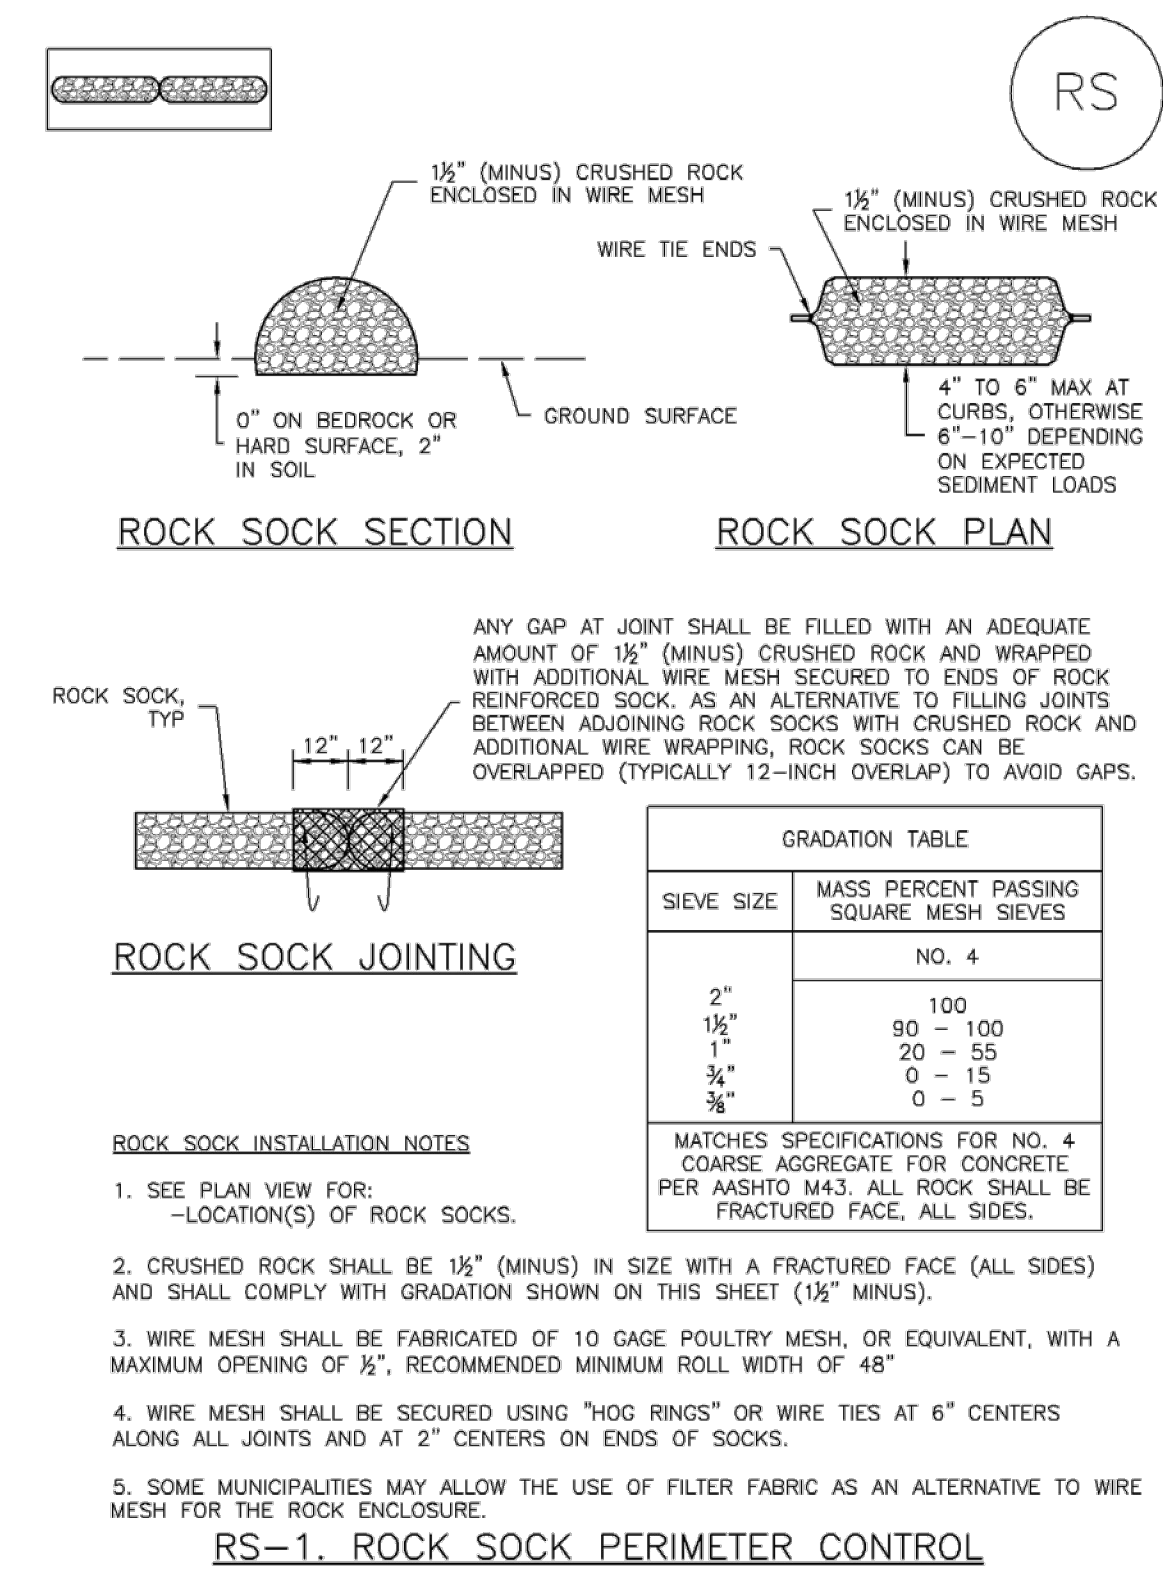 RS
1½" (MINUS) CRUSHED ROCK
ENCLOSED IN WIRE MESH
1½" (MINUS) CRUSHED ROCK
ENCLOSED IN WIRE MESH
WIRE TIE ENDS
0" ON BEDROCK OR
HARD SURFACE, 2"
IN SOIL
GROUND SURFACE
4" TO 6" MAX AT
CURBS, OTHERWISE
6"-10" DEPENDING
ON EXPECTED
SEDIMENT LOADS
ROCK SOCK SECTION
ROCK SOCK PLAN
ANY GAP AT JOINT SHALL BE FILLED WITH AN ADEQUATE
AMOUNT OF 1½" (MINUS) CRUSHED ROCK AND WRAPPED
WITH ADDITIONAL WIRE MESH SECURED TO ENDS OF ROCK
REINFORCED SOCK. AS AN ALTERNATIVE TO FILLING JOINTS
BETWEEN ADJOINING ROCK SOCKS WITH CRUSHED ROCK AND
ADDITIONAL WIRE WRAPPING, ROCK SOCKS CAN BE
OVERLAPPED (TYPICALLY 12-INCH OVERLAP) TO AVOID GAPS.
ROCK SOCK,
TYP
12" 12"
ROCK SOCK JOINTING
GRADATION TABLE
SIEVE SIZE
MASS PERCENT PASSING
SQUARE MESH SIEVES
NO. 4
2" 100
1½" 90 - 100
1" 20 - 55
¾" 0 - 15
⅜" 0 - 5
MATCHES SPECIFICATIONS FOR NO. 4
COARSE AGGREGATE FOR CONCRETE
PER AASHTO M43. ALL ROCK SHALL BE
FRACTURED FACE, ALL SIDES.
ROCK SOCK INSTALLATION NOTES
1. SEE PLAN VIEW FOR:
-LOCATION(S) OF ROCK SOCKS.
2. CRUSHED ROCK SHALL BE 1½" (MINUS) IN SIZE WITH A FRACTURED FACE (ALL SIDES)
AND SHALL COMPLY WITH GRADATION SHOWN ON THIS SHEET (1½" MINUS).
3. WIRE MESH SHALL BE FABRICATED OF 10 GAGE POULTRY MESH, OR EQUIVALENT, WITH A
MAXIMUM OPENING OF ½", RECOMMENDED MINIMUM ROLL WIDTH OF 48"
4. WIRE MESH SHALL BE SECURED USING "HOG RINGS" OR WIRE TIES AT 6" CENTERS
ALONG ALL JOINTS AND AT 2" CENTERS ON ENDS OF SOCKS.
5. SOME MUNICIPALITIES MAY ALLOW THE USE OF FILTER FABRIC AS AN ALTERNATIVE TO WIRE
MESH FOR THE ROCK ENCLOSURE.
RS-1. ROCK SOCK PERIMETER CONTROL